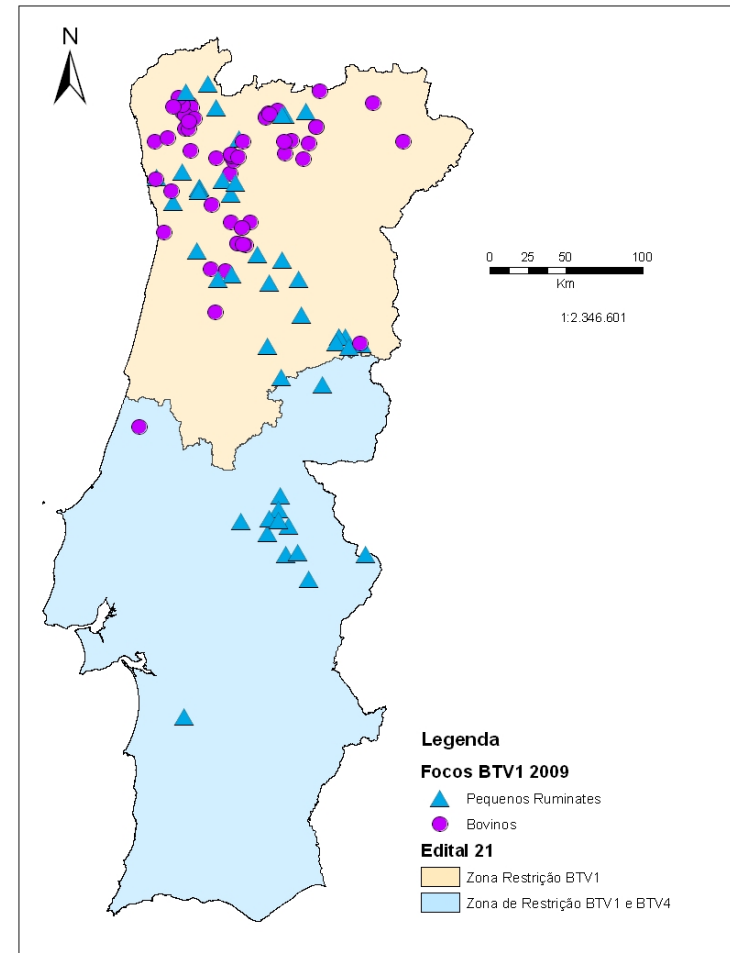 N
0 25 50 100
Km
1:2.346.601
Legenda
Focos BTV1 2009
Pequenos Ruminates
Bovinos
Edital 21
Zona Restrição BTV1
Zona de Restrição BTV1 e BTV4